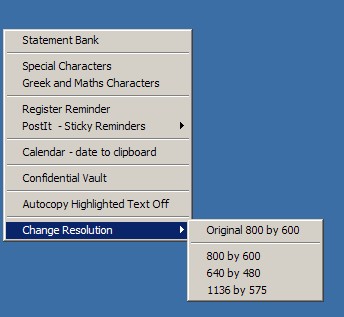 Statement Bank
Special Characters
Greek and Maths Characters
Register Reminder
PostIt - Sticky Reminders
Calendar - date to clipboard
Confidential Vault
Autocopy Highlighted Text Off
Change Resolution
Original 800 by 600
800 by 600
640 by 480
1136 by 575